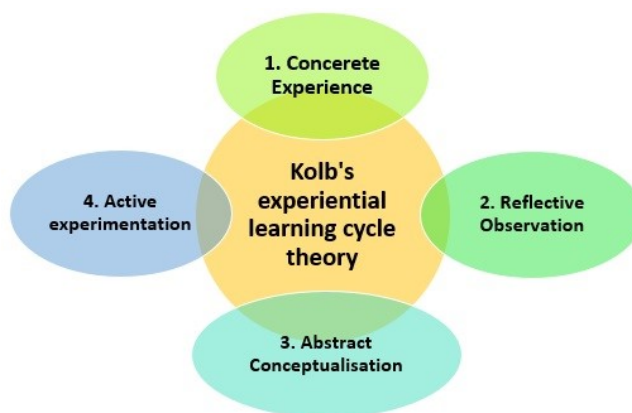 1. Concerete
Experience
Kolb's
experiential
learning cycle
theory
2. Reflective
Observation
3. Abstract
Conceptualisation
4. Active
experimentation